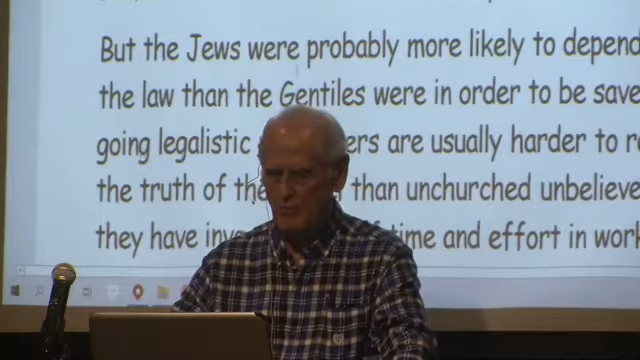 But the Jews were probably more likely to depend
the law than the Gentiles were in order to be save
going legalistic ers are usually harder to r
the truth of the than unchurched unbelieve
they have inv f time and effort in work